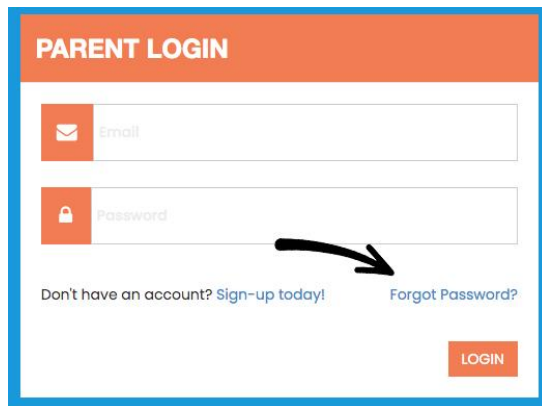 PARENT LOGIN
Email
Password
Don't have an account? Sign-up today! Forgot Password?
LOGIN